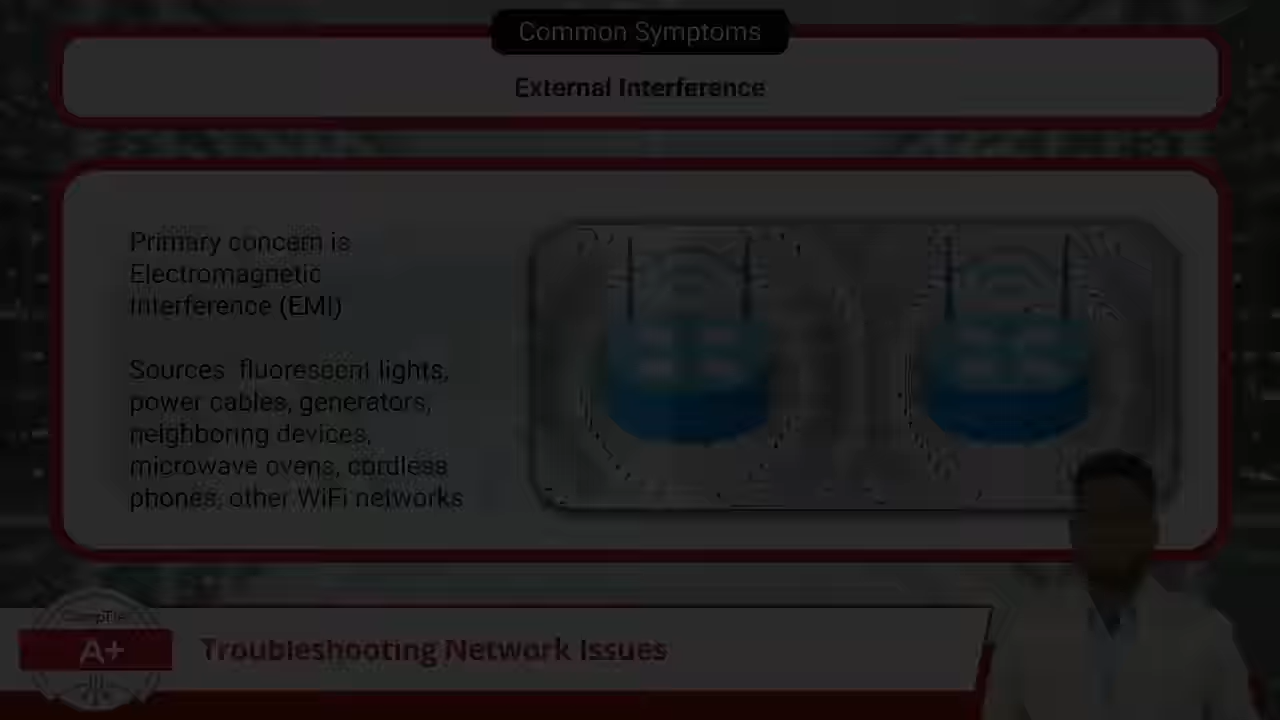 Common Symptoms
External Interference
Primary concern is
Electromagnetic
Interference (EMI)
Sources fluorescent lights,
power cables, generators,
neighboring devices,
microwave ovens, cordless
phones, other WiFi networks
CompTIA
A+
Troubleshooting Network Issues